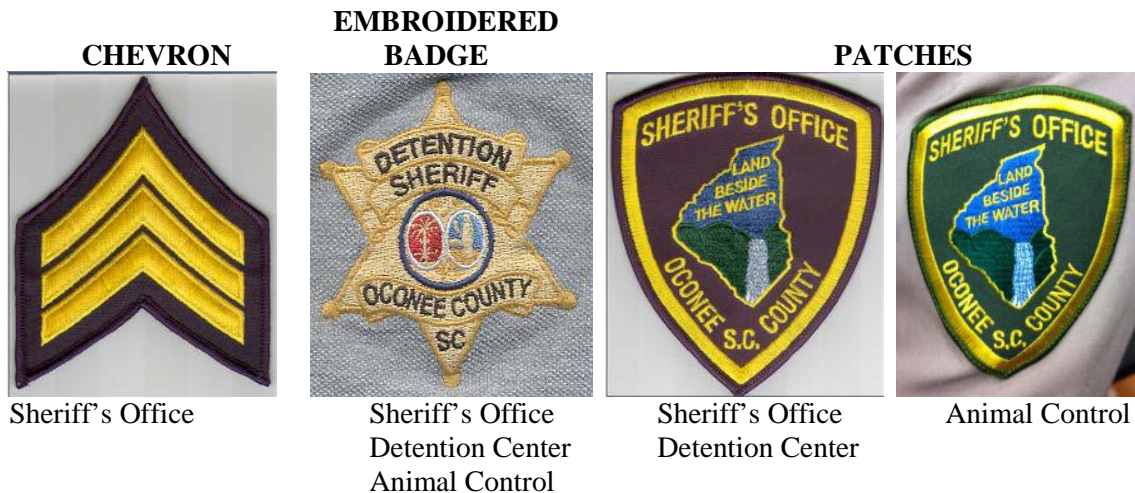 EMBROIDERED
CHEVRON BADGE PATCHES
DETENTION
SHERIFF
OCONEE COUNTY
SC
SHERIFF'S OFFICE
LAND
BESIDE
THE WATER
OCONEE S.C. COUNTY
SHERIFF'S OFFICE
LAND
BESIDE
THE WATER
OCONEE S.C. COUNTY
Sheriff's Office Sheriff's Office Sheriff's Office Animal Control
Detention Center Detention Center
Animal Control